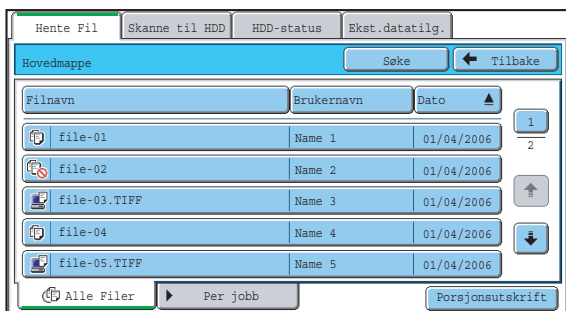 Hente Fil Skanne til HDD HDD-status Ekst.datatilg.
Hovedmappe Søke Tilbake
Filnavn Brukernavn Dato
file-01 Name 1 01/04/2006
1
2
file-02 Name 2 01/04/2006
file-03.TIFF Name 3 01/04/2006
file-04 Name 4 01/04/2006
file-05.TIFF Name 5 01/04/2006
Alle Filer Per jobb Porsjonsutskrift